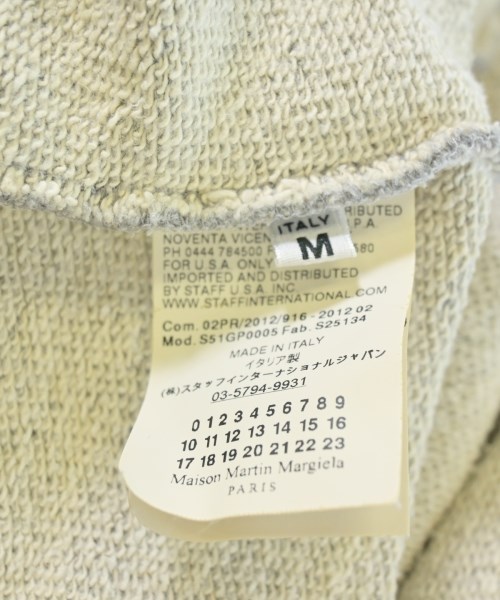 ITALY
M
DISTRIBUTED
NOVENTA VICEN P.A.
PH 0444 784500 580
FOR U.S.A. ONLY
IMPORTED AND DISTRIBUTED
BY STAFF U.S.A. INC.
WWW.STAFFINTERNATIONAL.COM
Com. 02PR/2012/916 - 2012 02
Mod. S51GP0005 Fab. S25134
MADE IN ITALY
イタリア製
(株)スタッフインターナショナルジャパン
03-5794-9931
0 1 2 3 4 5 6 7 8 9
10 11 12 13 14 15 16
17 18 19 20 21 22 23
Maison Martin Margiela
PARIS